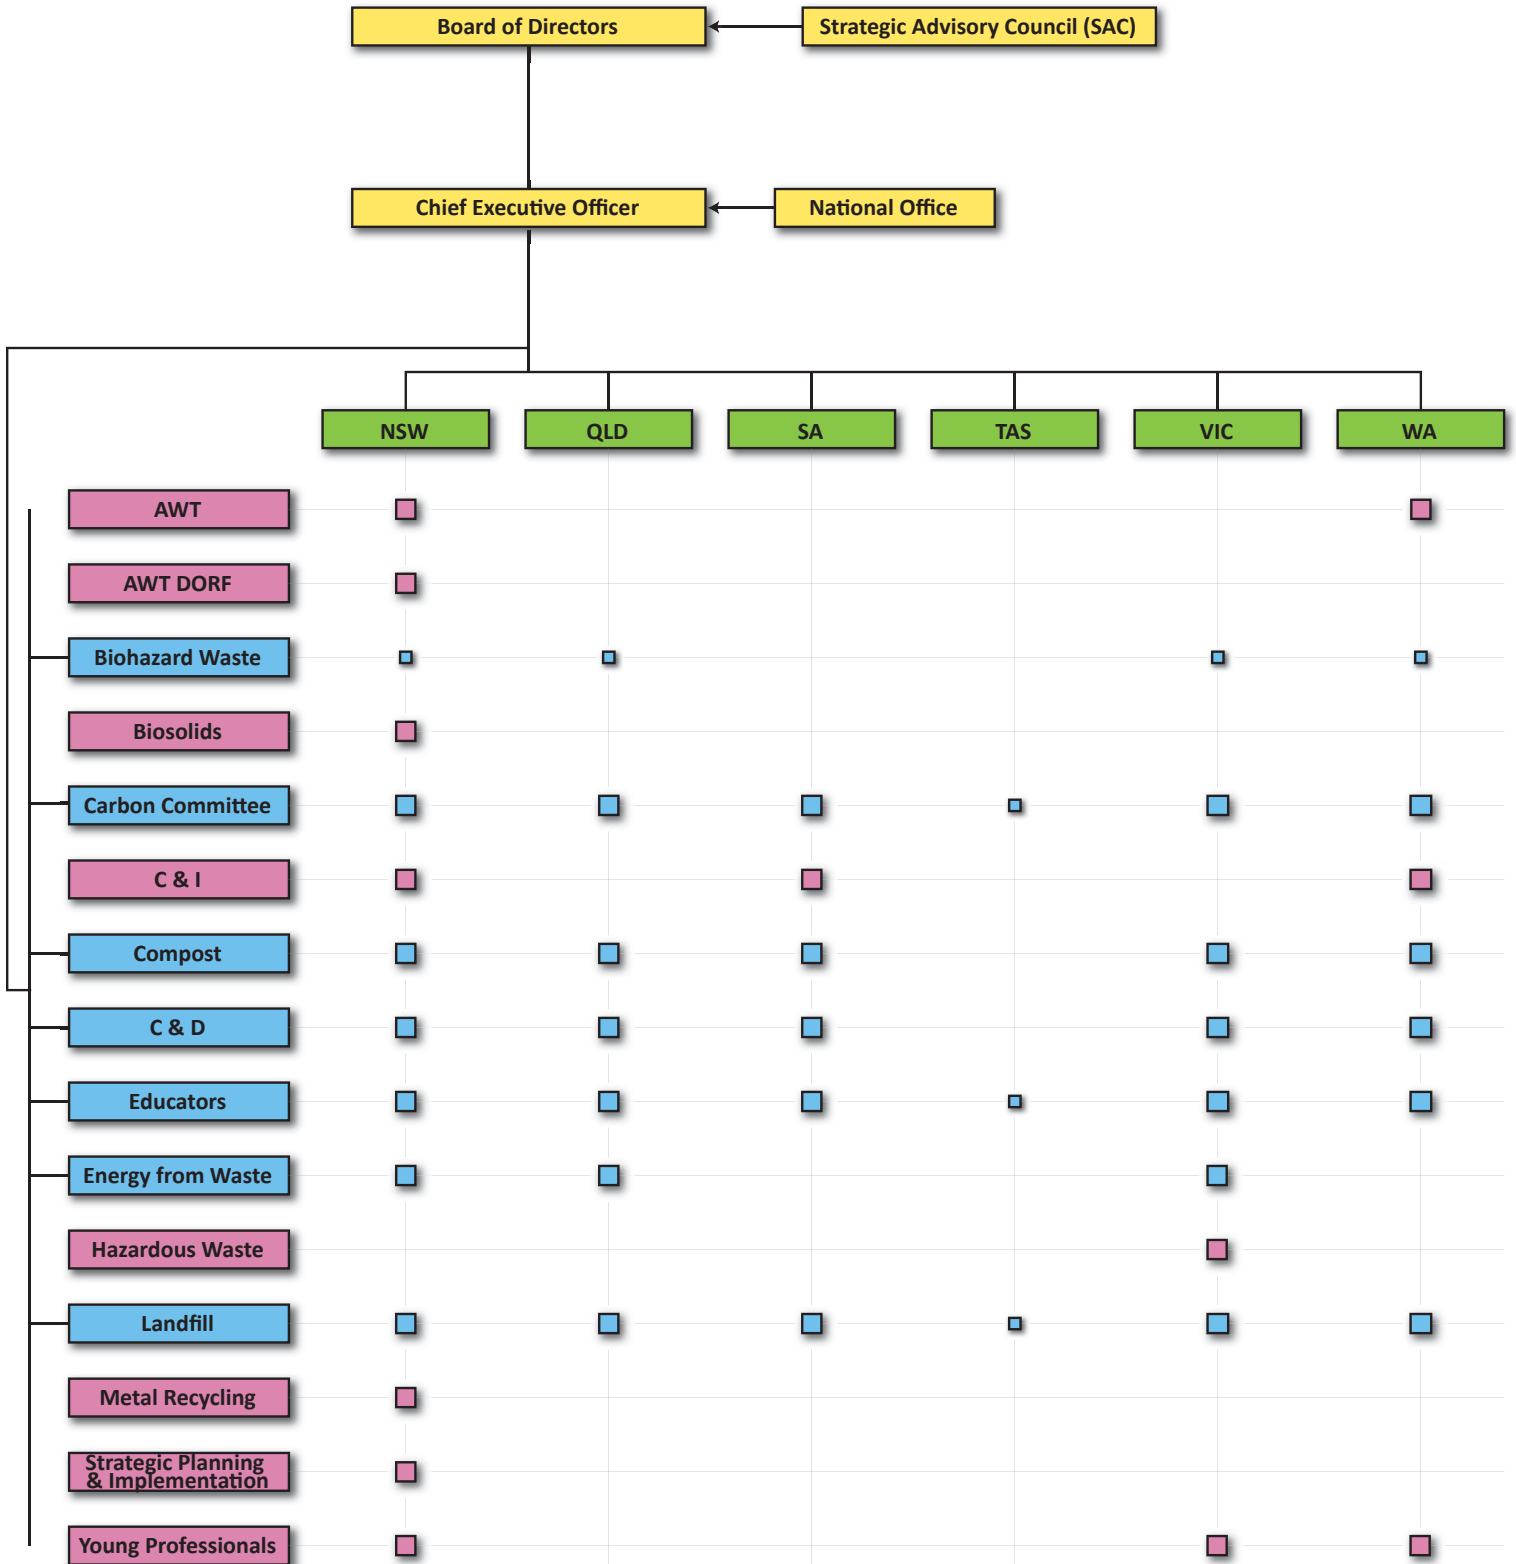 Board of Directors
Strategic Advisory Council (SAC)
Chief Executive Officer
National Office
NSW
QLD
SA
TAS
VIC
WA
AWT
AWT DORF
Biohazard Waste
Biosolids
Carbon Committee
C & I
Compost
C & D
Educators
Energy from Waste
Hazardous Waste
Landfill
Metal Recycling
Strategic Planning
& Implementation
Young Professionals